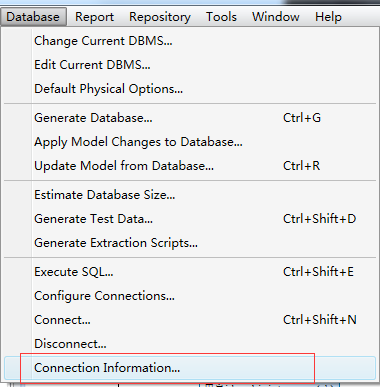 Database Report Repository Tools Window Help
Change Current DBMS...
Edit Current DBMS...
Default Physical Options...
Generate Database... Ctrl+G
Apply Model Changes to Database...
Update Model from Database... Ctrl+R
Estimate Database Size...
Generate Test Data... Ctrl+Shift+D
Generate Extraction Scripts...
Execute SQL... Ctrl+Shift+E
Configure Connections...
Connect... Ctrl+Shift+N
Disconnect...
Connection Information...